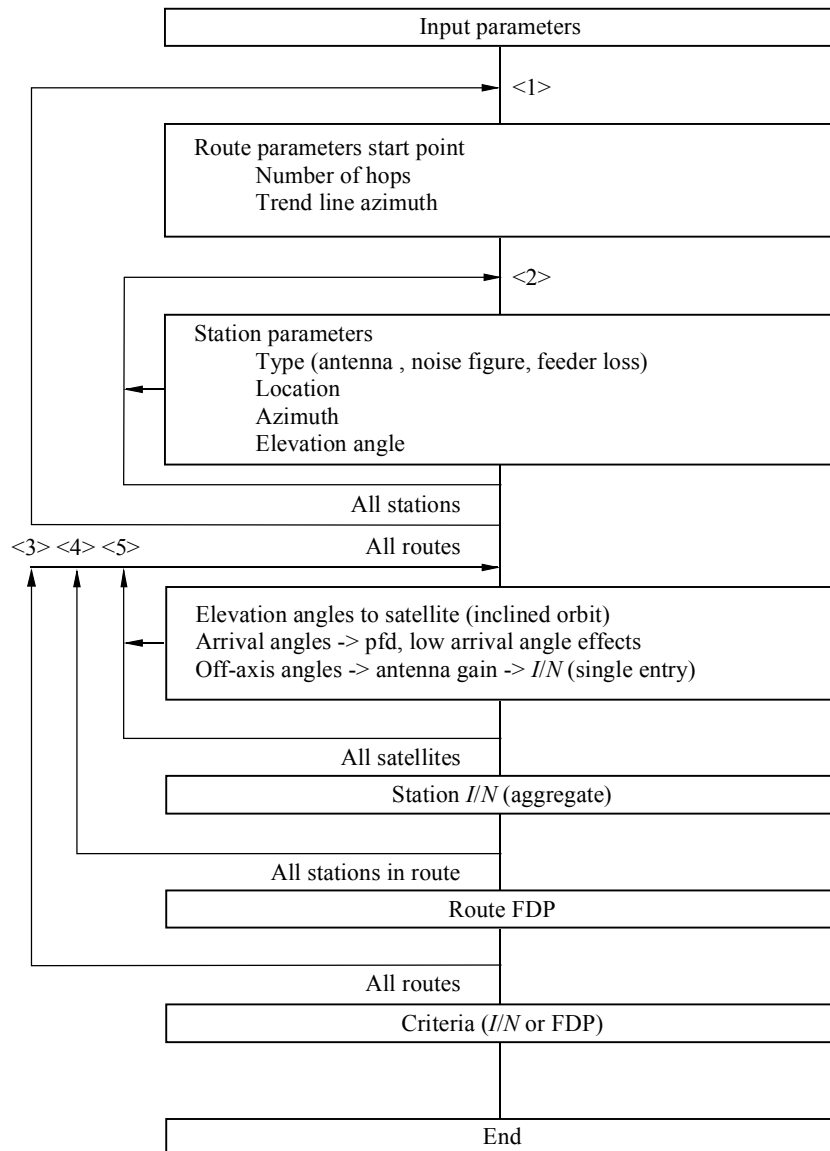 Input parameters
<1>
Route parameters start point
Number of hops
Trend line azimuth
<2>
Station parameters
Type (antenna , noise figure, feeder loss)
Location
Azimuth
Elevation angle
All stations
<3> <4> <5>
All routes
Elevation angles to satellite (inclined orbit)
Arrival angles -> pfd, low arrival angle effects
Off-axis angles -> antenna gain -> I/N (single entry)
All satellites
Station I/N (aggregate)
All stations in route
Route FDP
All routes
Criteria (I/N or FDP)
End